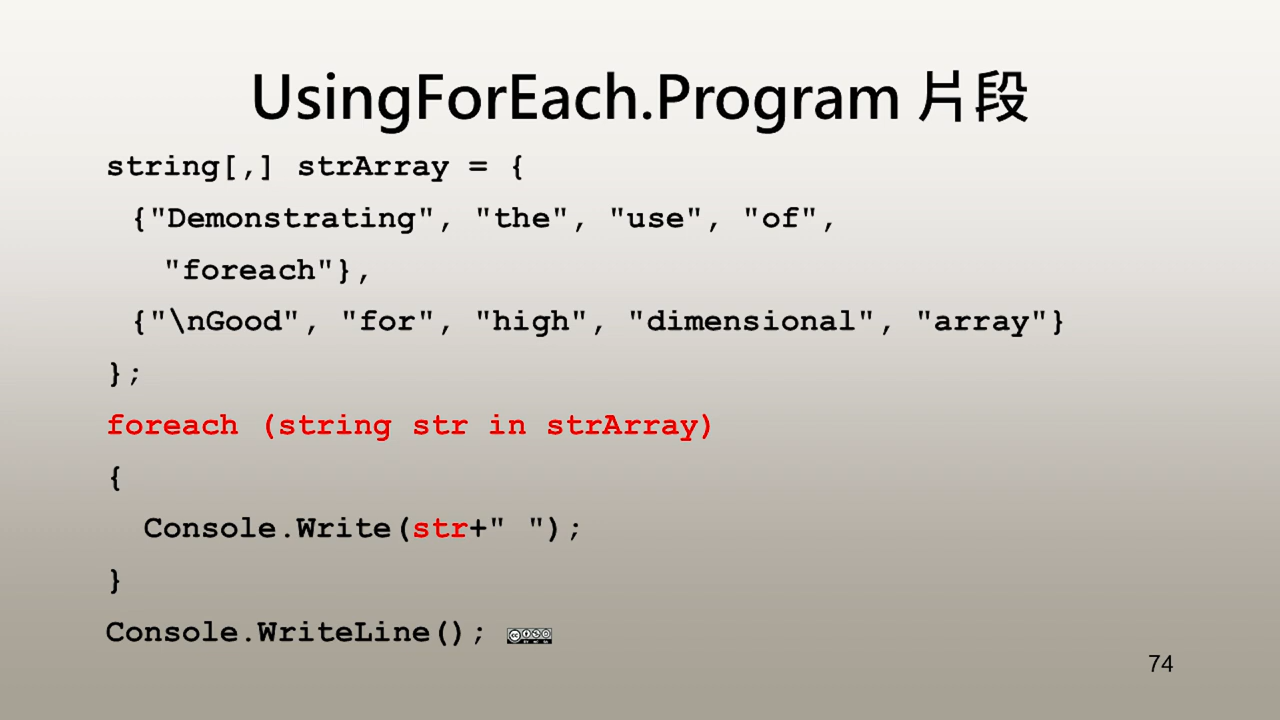 UsingForEach.Program 片段
string[,] strArray = {
{"Demonstrating", "the", "use", "of",
"foreach"},
{"\nGood", "for", "high", "dimensional", "array"}
};
foreach (string str in strArray)
{
Console.Write(str+" ");
}
Console.WriteLine();
74